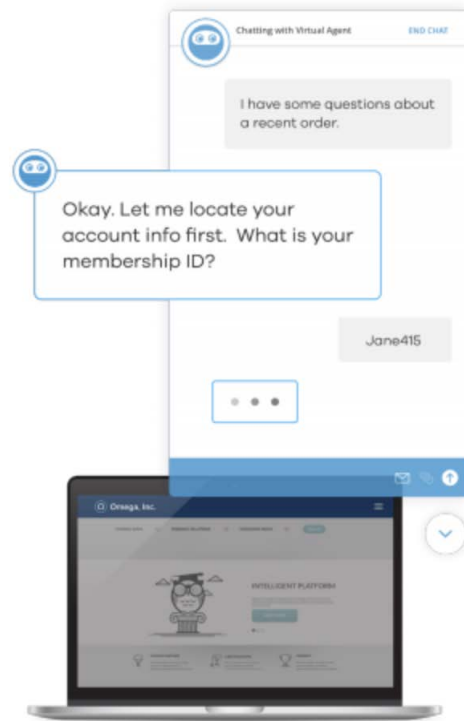 Chatting with Virtual Agent
END CHAT
I have some questions about
a recent order.
Okay. Let me locate your
account info first. What is your
membership ID?
Jane415
Orsega, Inc.
INTELLIGENT PLATFORM